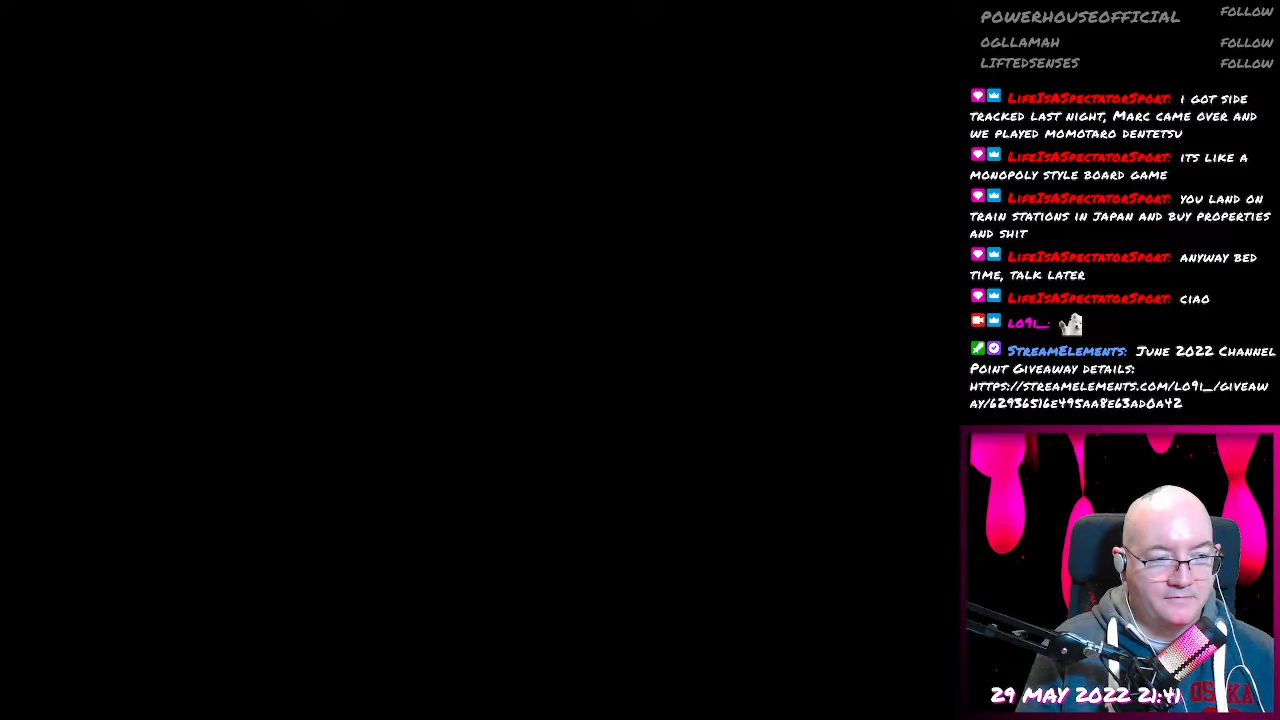 POWERHOUSEOFFICIAL FOLLOW
OGLLAMAH FOLLOW
LIFTEDSENSES FOLLOW
LifeIsASpectatorSport: I GOT SIDE
TRACKED LAST NIGHT, MARC CAME OVER AND
WE PLAYED MOMOTARO DENTETSU
LifeIsASpectatorSport: ITS LIKE A
MONOPOLY STYLE BOARD GAME
LifeIsASpectatorSport: YOU LAND ON
TRAIN STATIONS IN JAPAN AND BUY PROPERTIES
AND SHIT
LifeIsASpectatorSport: ANYWAY BED
TIME, TALK LATER
LifeIsASpectatorSport: CIAO
LO9I_:
StreamElements: June 2022 Channel
Point Giveaway details:
https://streamelements.com/lo9i_/giveaw
ay/62936516e495aa8e63ad0a42
OSAKA
29 MAY 2022 21:41